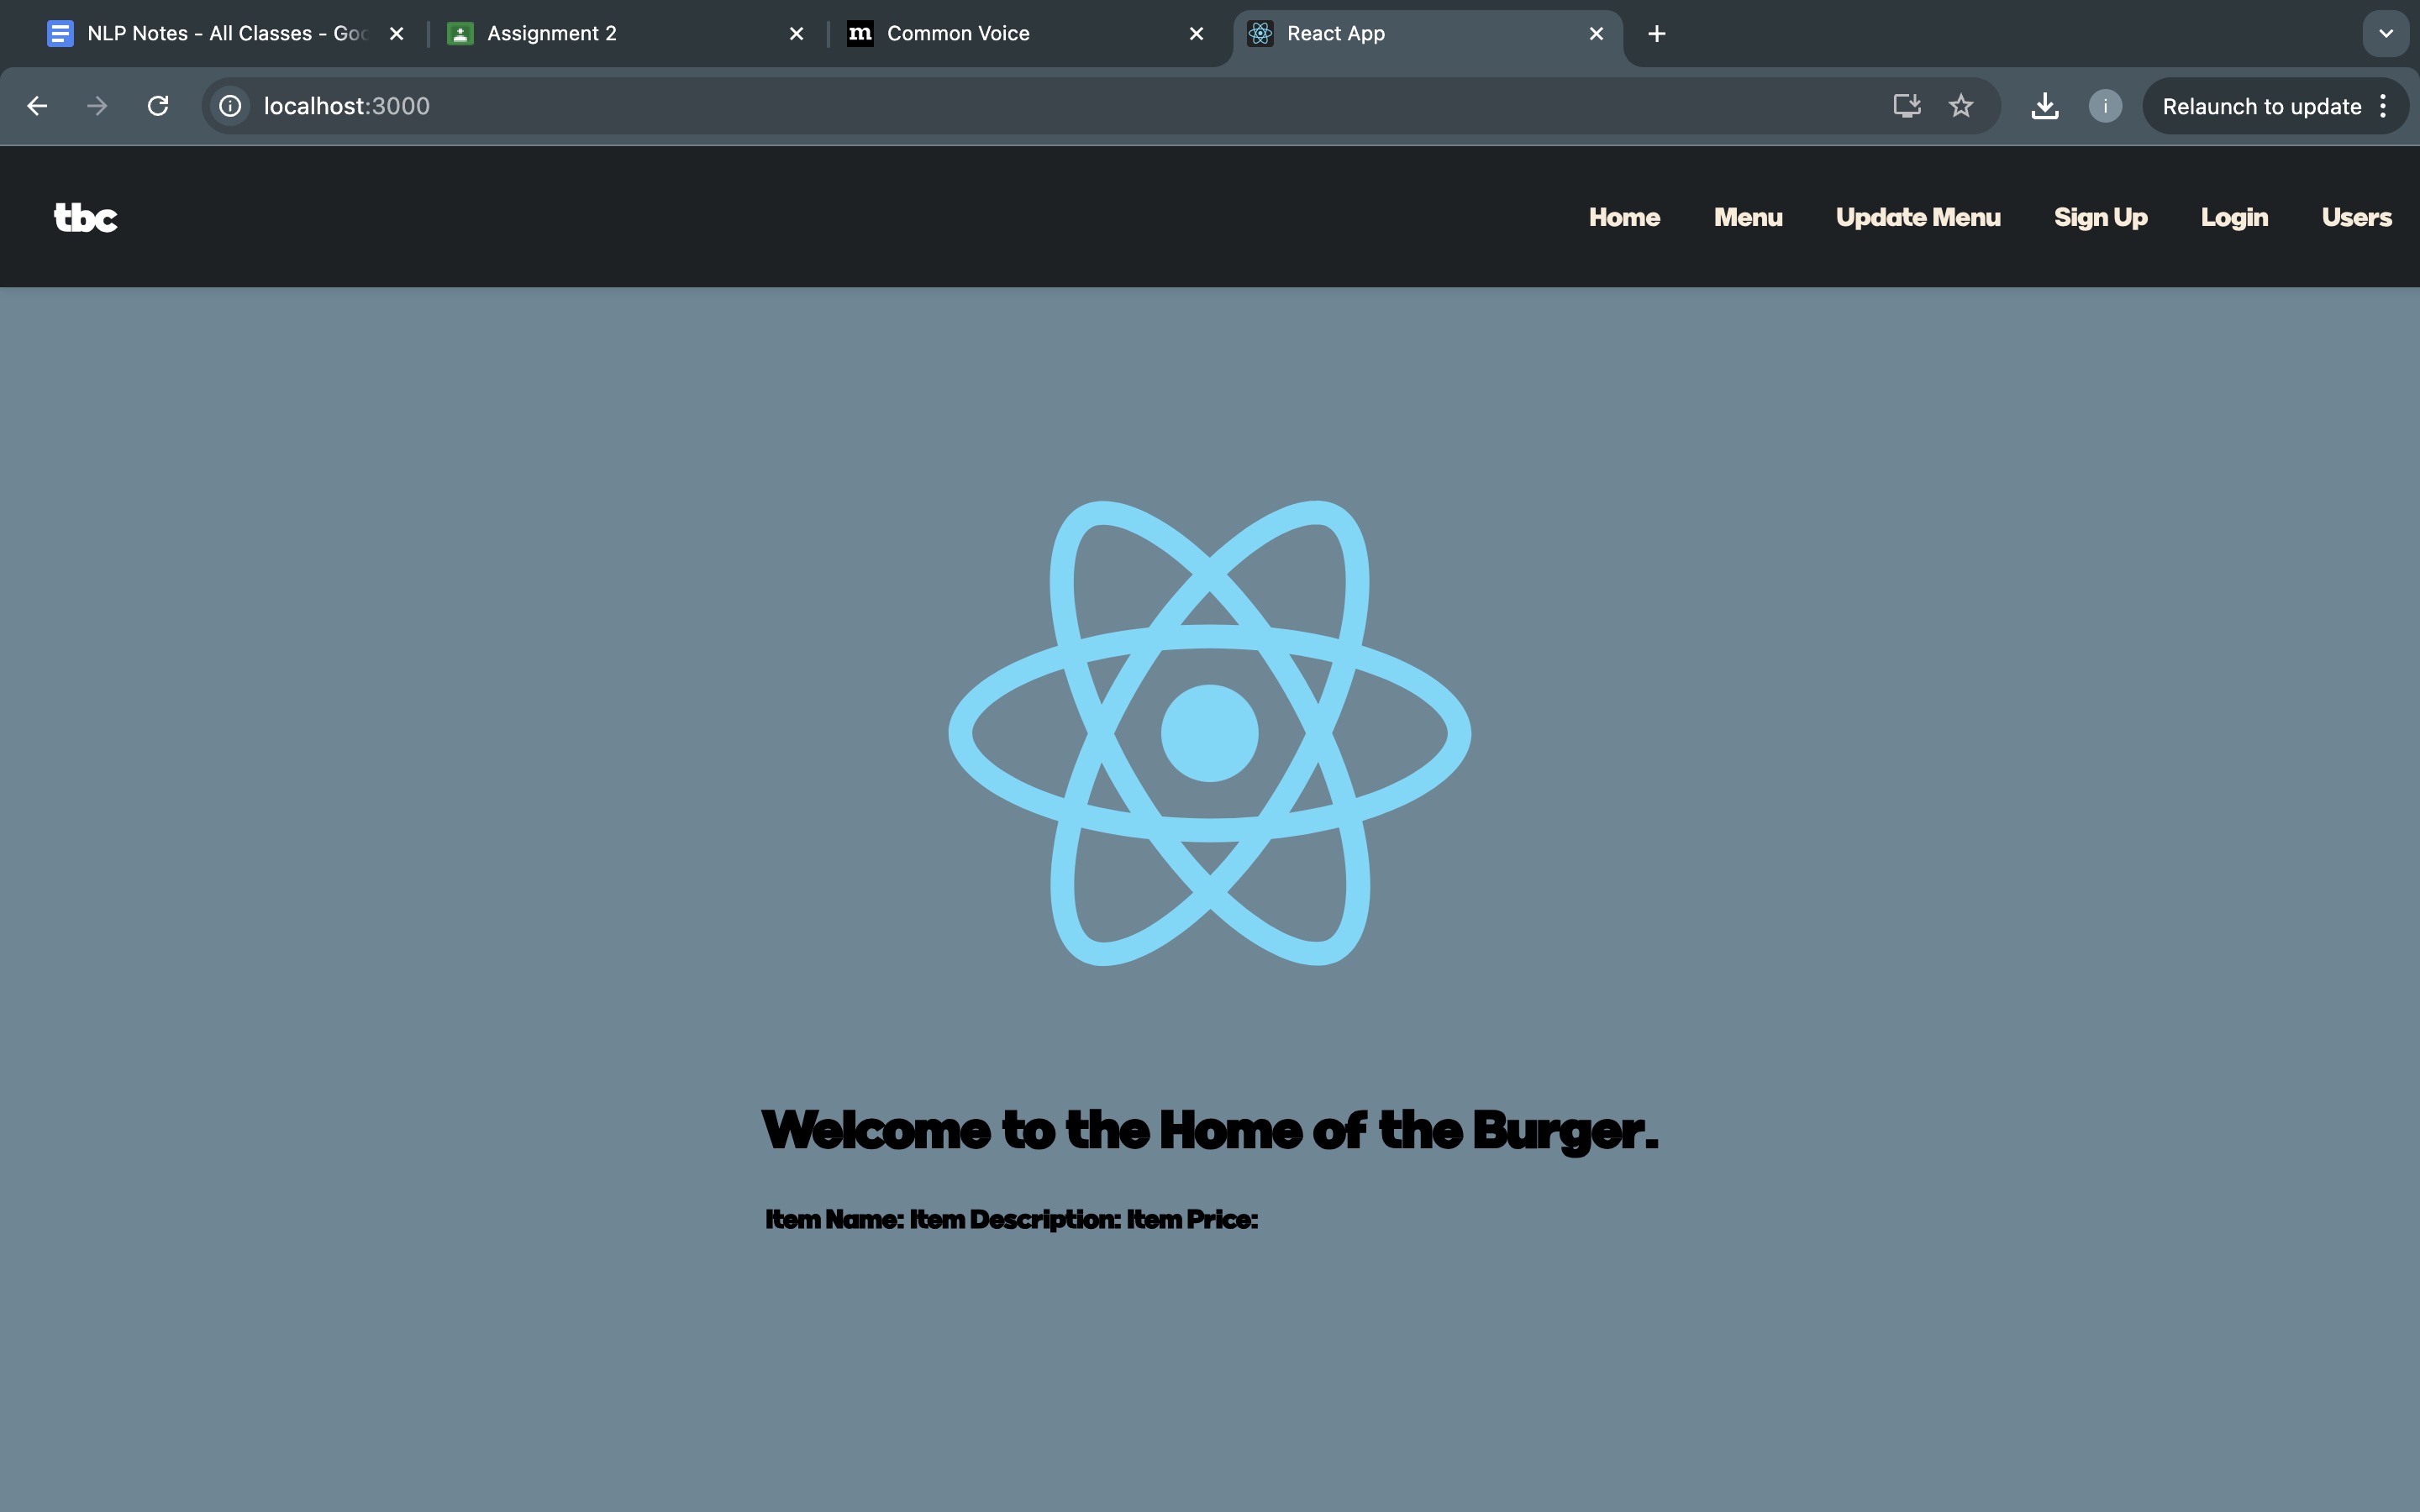 NLP Notes - All Classes - Goo
Assignment 2
Common Voice
React App
localhost:3000
Relaunch to update
tbc
Home Menu Update Menu Sign Up Login Users
Welcome to the Home of the Burger.
Item Name: Item Description: Item Price: